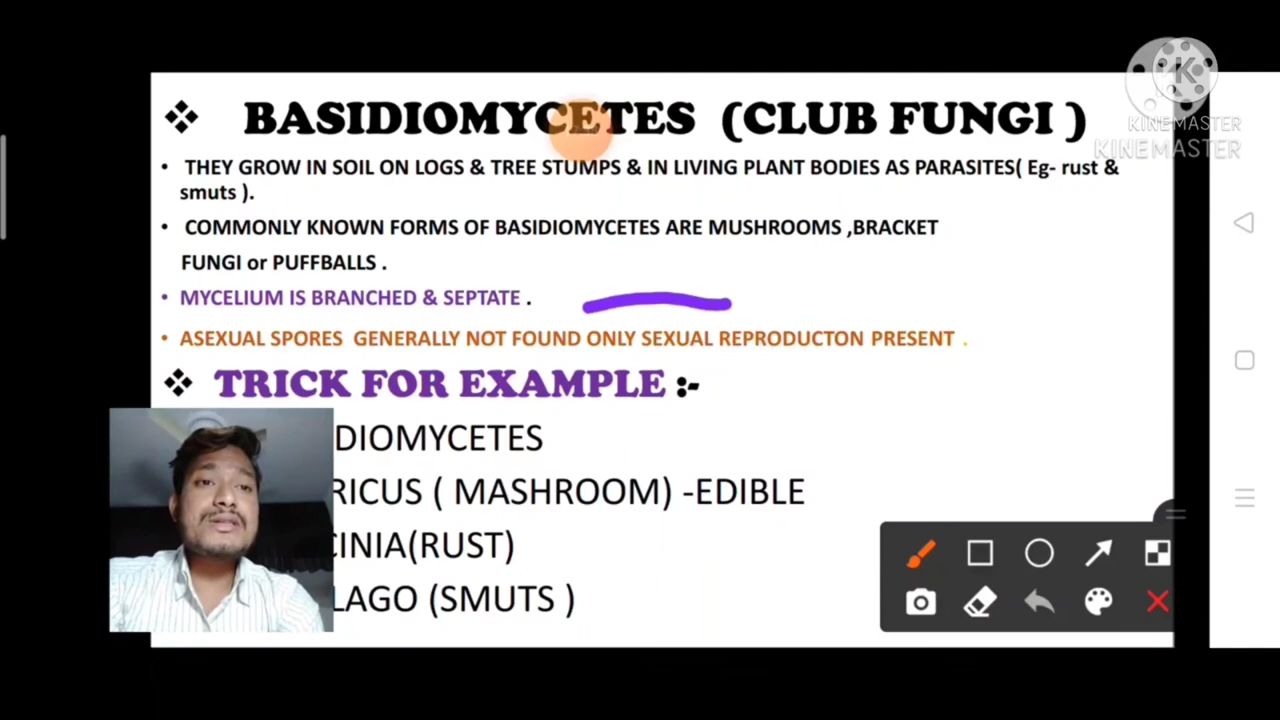 KINEMASTER
KINEMASTER
❖ BASIDIOMYCETES (CLUB FUNGI )
• THEY GROW IN SOIL ON LOGS & TREE STUMPS & IN LIVING PLANT BODIES AS PARASITES( Eg- rust &
smuts ).
• COMMONLY KNOWN FORMS OF BASIDIOMYCETES ARE MUSHROOMS ,BRACKET
FUNGI or PUFFBALLS .
• MYCELIUM IS BRANCHED & SEPTATE .
• ASEXUAL SPORES GENERALLY NOT FOUND ONLY SEXUAL REPRODUCTON PRESENT .
❖ TRICK FOR EXAMPLE :-
DIOMYCETES
RICUS ( MASHROOM) -EDIBLE
CINIA(RUST)
LAGO (SMUTS )